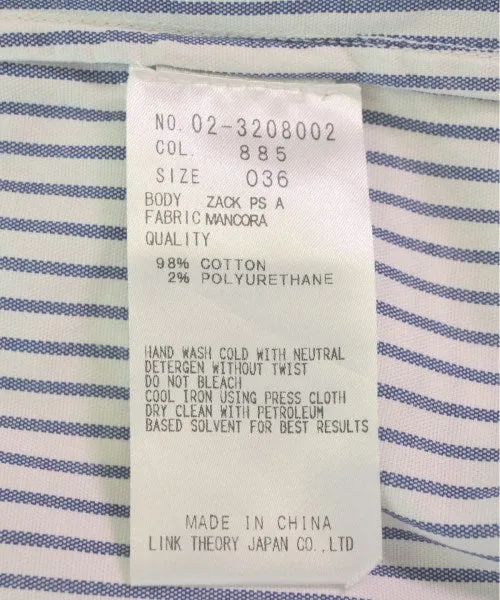 NO. 02-3208002
COL. 885
SIZE 036
BODY ZACK PS A
FABRIC MANCORA
QUALITY
98% COTTON
2% POLYURETHANE
HAND WASH COLD WITH NEUTRAL
DETERGEN WITHOUT TWIST
DO NOT BLEACH
COOL IRON USING PRESS CLOTH
DRY CLEAN WITH PETROLEUM
BASED SOLVENT FOR BEST RESULTS
MADE IN CHINA
LINK THEORY JAPAN CO.,LTD